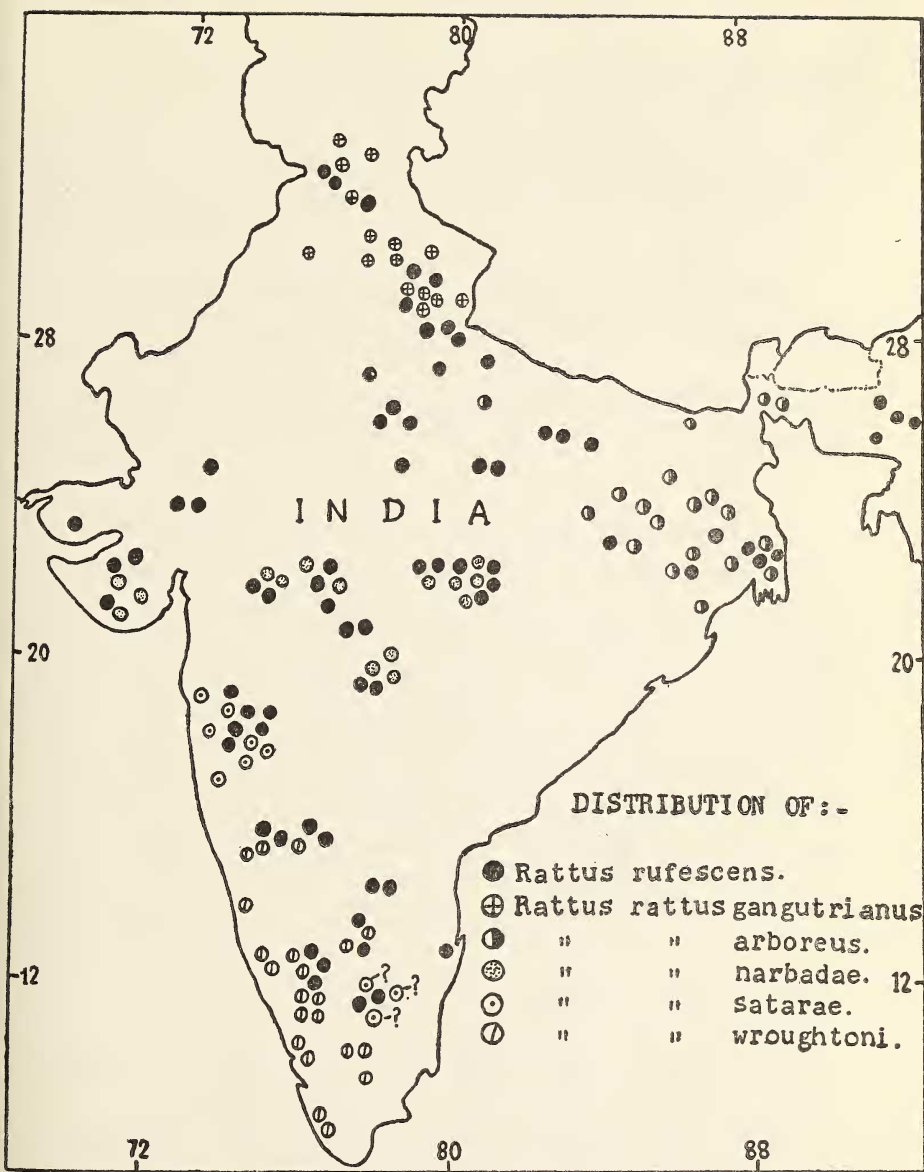 72 80 88
28 28
I N D I A
20 20
DISTRIBUTION OF:-
Rattus rufescens.
Rattus rattus gangutrianus
" " arboreus.
12 " " narbadae. 12
-? -? " " satarae.
-? " " wroughtoni.
72 80 88